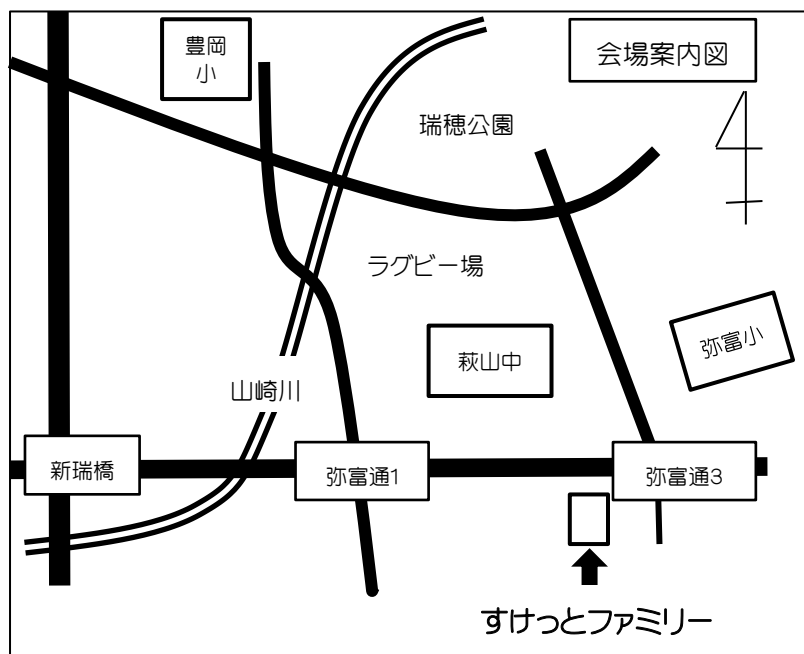 豊岡
小
会場案内図
瑞穂公園
ラグビー場
弥富小
萩山中
山崎川
新瑞橋
弥富通1
弥富通3
すけっとファミリー